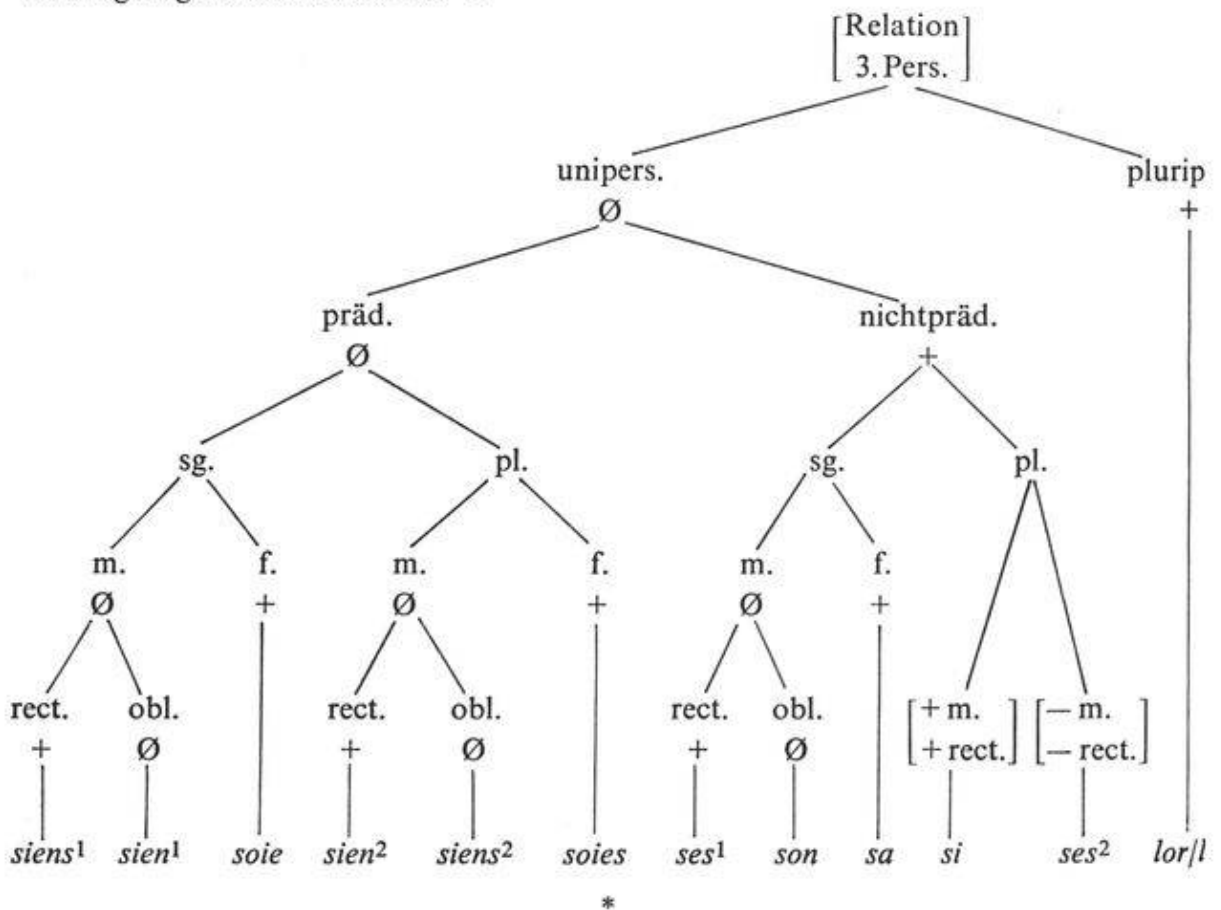 [Relation
3. Pers.]
unipers. plurip
Ø +
präd. nichtpräd.
Ø +
sg. pl. sg. pl.
m. f. m. f. m. f.
Ø + Ø + Ø +
rect. obl. rect. obl. rect. obl. [+ m. [— m.
+ Ø + Ø + Ø + rect.] — rect.]
siens¹ sien¹ soie sien² siens² soies ses¹ son sa si ses² lor/l
*